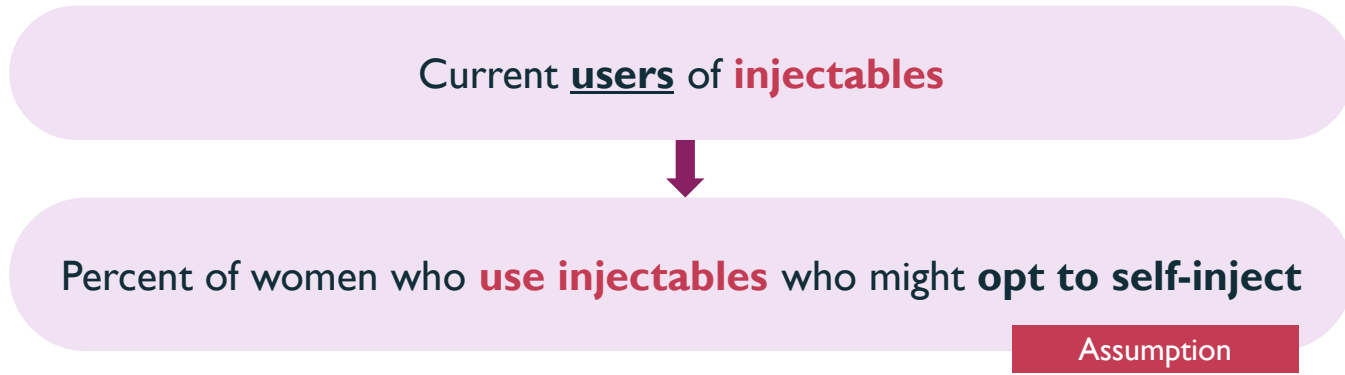 Current users of injectables
Percent of women who use injectables who might opt to self-inject
Assumption